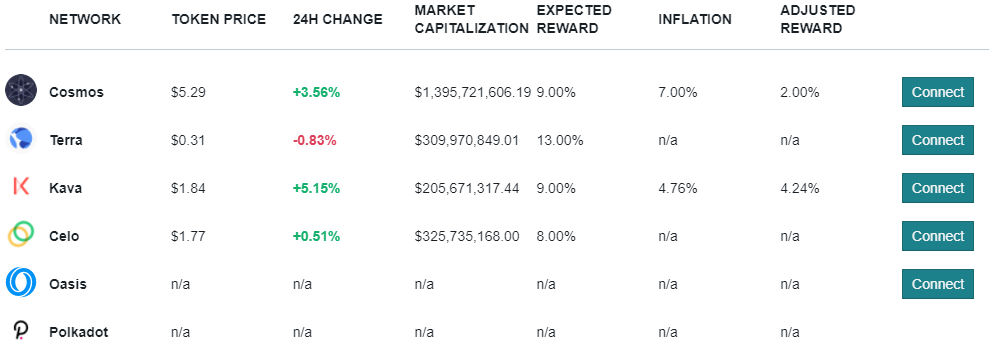 NETWORK TOKEN PRICE 24H CHANGE MARKET CAPITALIZATION EXPECTED REWARD INFLATION ADJUSTED REWARD
Cosmos $5.29 +3.56% $1,395,721,606.19 9.00% 7.00% 2.00% Connect
Terra $0.31 -0.83% $309,970,849.01 13.00% n/a n/a Connect
Kava $1.84 +5.15% $205,671,317.44 9.00% 4.76% 4.24% Connect
Celo $1.77 +0.51% $325,735,168.00 8.00% n/a n/a Connect
Oasis n/a n/a n/a n/a n/a n/a Connect
Polkadot n/a n/a n/a n/a n/a n/a